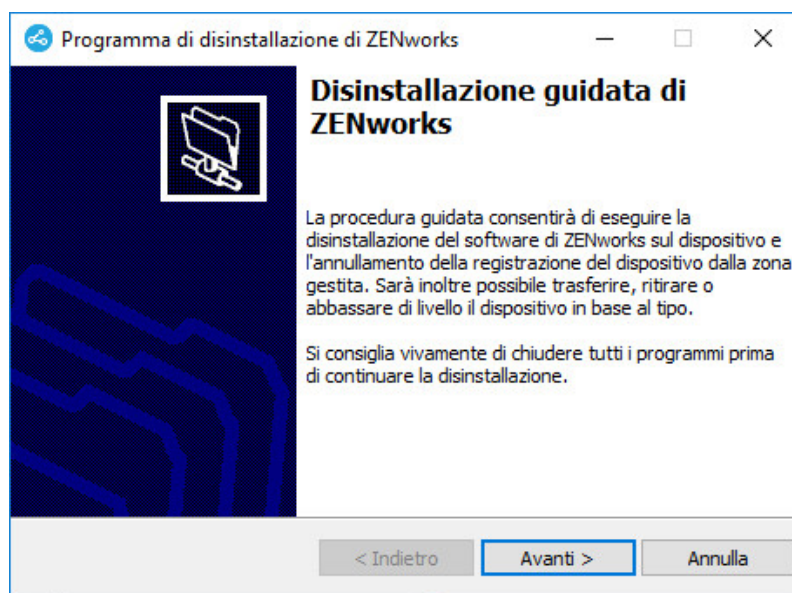 Programma di disinstallazione di ZENworks
Disinstallazione guidata di
ZENworks
La procedura guidata consentirà di eseguire la
disinstallazione del software di ZENworks sul dispositivo e
l'annullamento della registrazione del dispositivo dalla zona
gestita. Sarà inoltre possibile trasferire, ritirare o
abbassare di livello il dispositivo in base al tipo.
Si consiglia vivamente di chiudere tutti i programmi prima
di continuare la disinstallazione.
< Indietro
Avanti >
Annulla